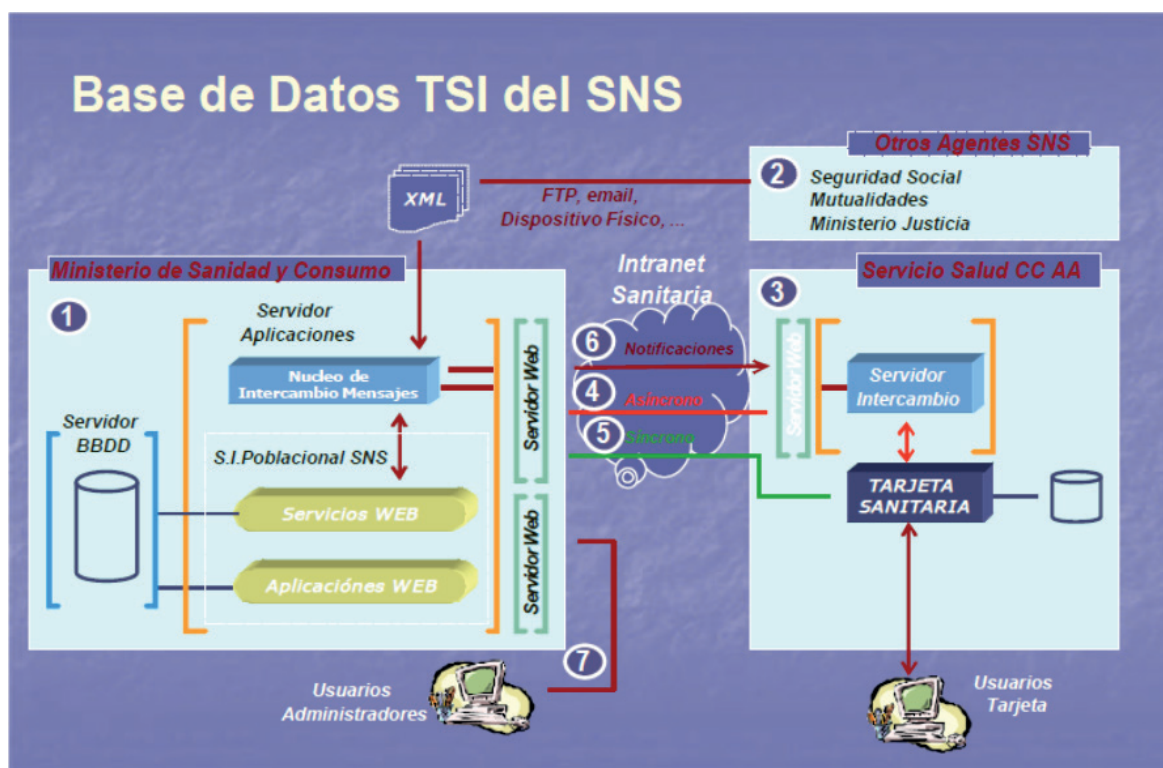 Base de Datos TSI del SNS
Otros Agentes SNS
2
Seguridad Social
Mutualidades
Ministerio Justicia
XML
FTP, email,
Dispositivo Físico, ...
Ministerio de Sanidad y Consumo
1
Servidor
Aplicaciones
Nucleo de
Intercambio Mensajes
Servidor
BBDD
S.I.Poblacional SNS
Servicios WEB
Aplicaciónes WEB
Servidor Web
Servidor Web
Intranet
Sanitaria
6
Notificaciones
4
Asíncrono
5
Síncrono
Servicio Salud CC AA
3
Servidor Web
Servidor
Intercambio
TARJETA
SANITARIA
7
Usuarios
Administradores
Usuarios
Tarjeta